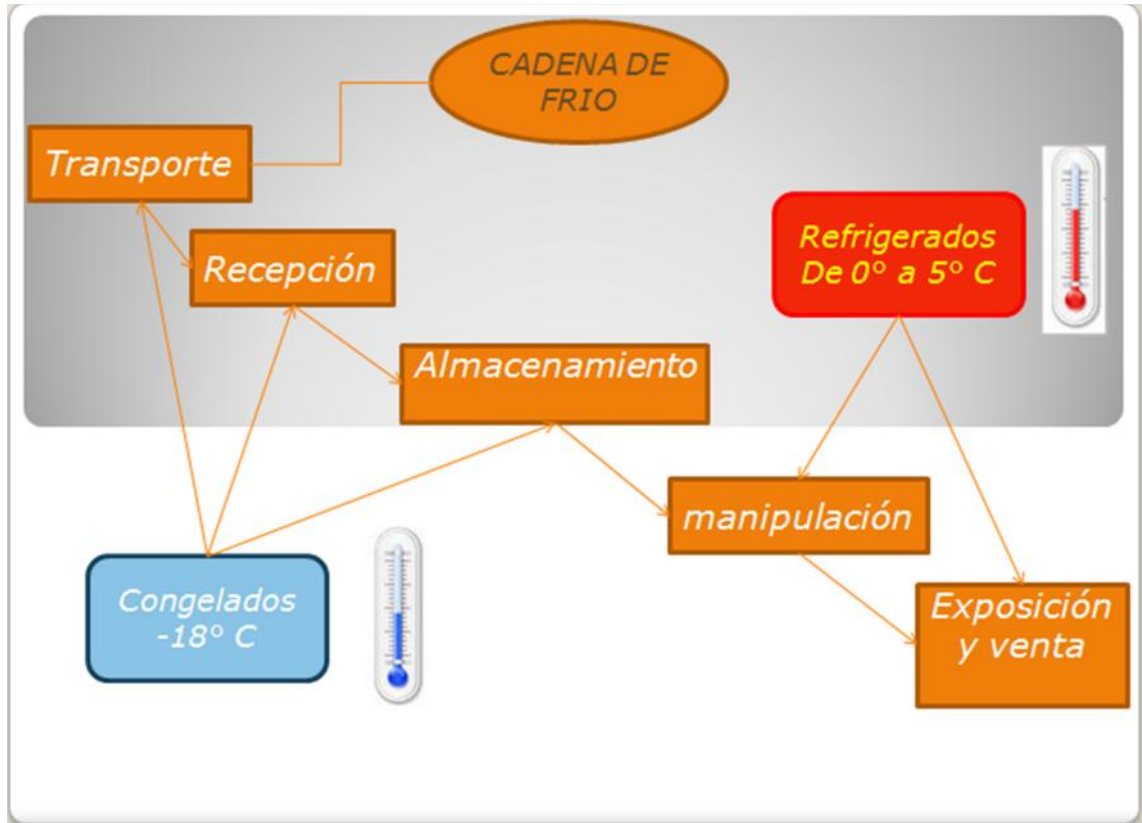 CADENA DE
FRIO
Transporte
Recepción
Refrigerados
De 0° a 5° C
Almacenamiento
manipulación
Congelados
-18° C
Exposición
y venta